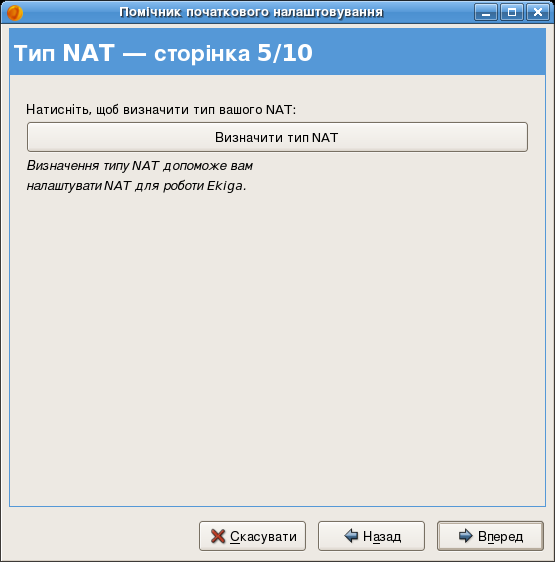 Помічник початкового налаштовування
Тип NAT — сторінка 5/10
Натисніть, щоб визначити тип вашого NAT:
Визначити тип NAT
Визначення типу NAT допоможе вам
налаштувати NAT для роботи Ekiga.
Скасувати
Назад
Вперед